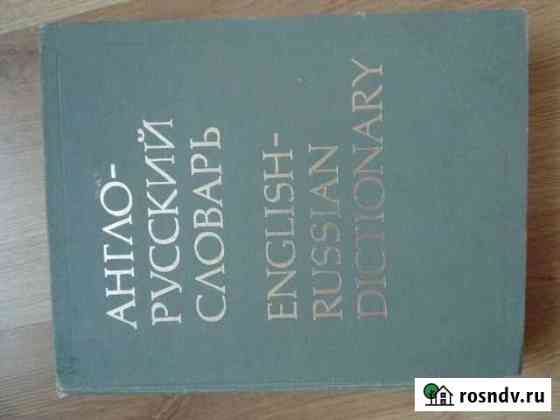 АНГЛО-
РУССКИЙ
СЛОВАРЬ
ENGLISH-
RUSSIAN
DICTIONARY
rosndv.ru